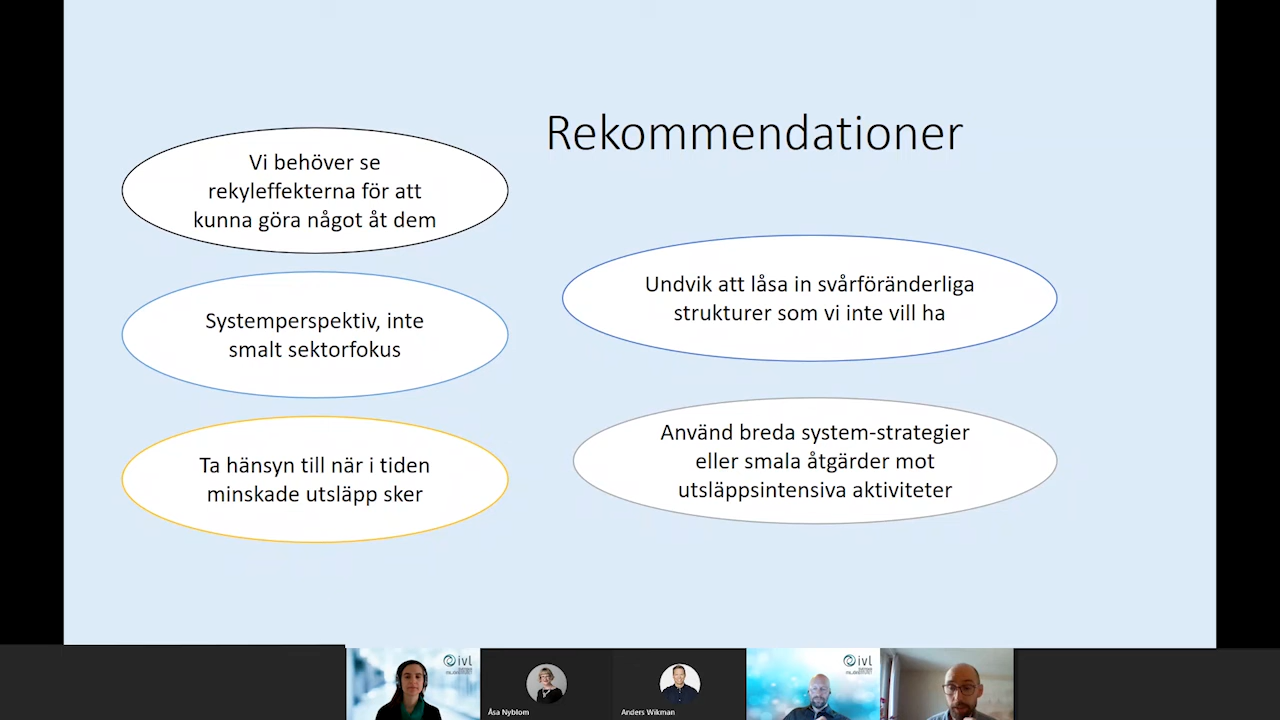 Rekommendationer
Vi behöver se
rekyleffekterna för att
kunna göra något åt dem
Systemperspektiv, inte
smalt sektorfokus
Ta hänsyn till när i tiden
minskade utsläpp sker
Undvik att låsa in svårföränderliga
strukturer som vi inte vill ha
Använd breda system-strategier
eller smala åtgärder mot
utsläppsintensiva aktiviteter
ivl
Åsa Nyblom
Anders Wikman
ivl